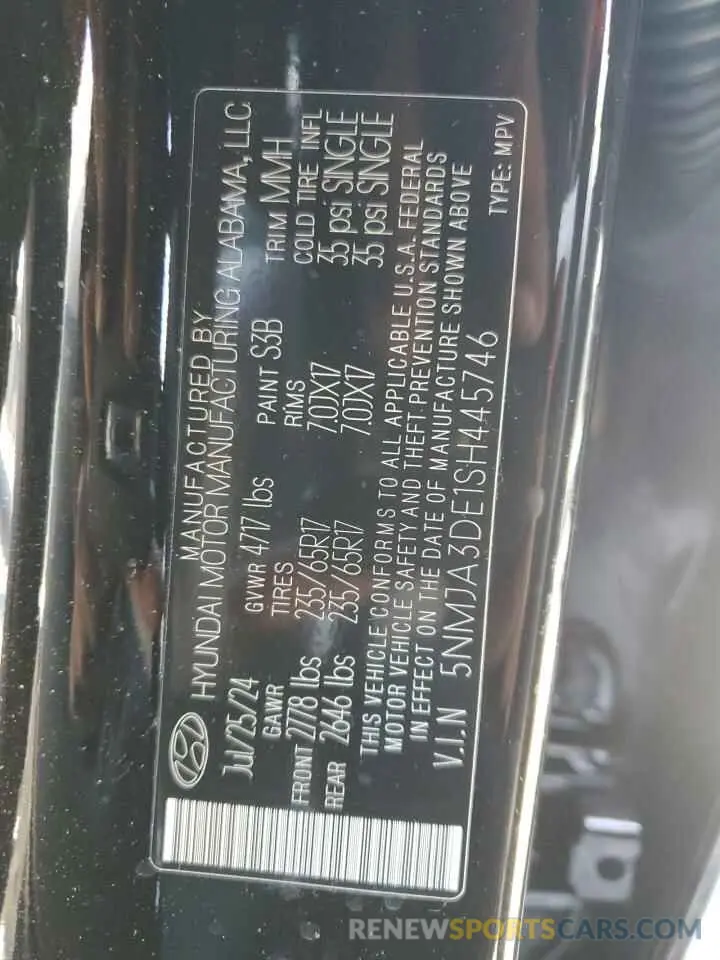 MANUFACTURED BY
HYUNDAI MOTOR MANUFACTURING ALABAMA, LLC
Jul/25/24 GVWR 4717 lbs PAINT S3B TRIM MMH
GAWR TIRES RIMS COLD TIRE INFL
FRONT 2778 lbs 235/65R17 7.0JX17 35 psi SINGLE
REAR 2646 lbs 235/65R17 7.0JX17 35 psi SINGLE
THIS VEHICLE CONFORMS TO ALL APPLICABLE U.S.A. FEDERAL
MOTOR VEHICLE SAFETY AND THEFT PREVENTION STANDARDS
IN EFFECT ON THE DATE OF MANUFACTURE SHOWN ABOVE
V.I.N 5NMJA3DE1SH445746 TYPE: MPV
RENEWSPORTSCARS.COM